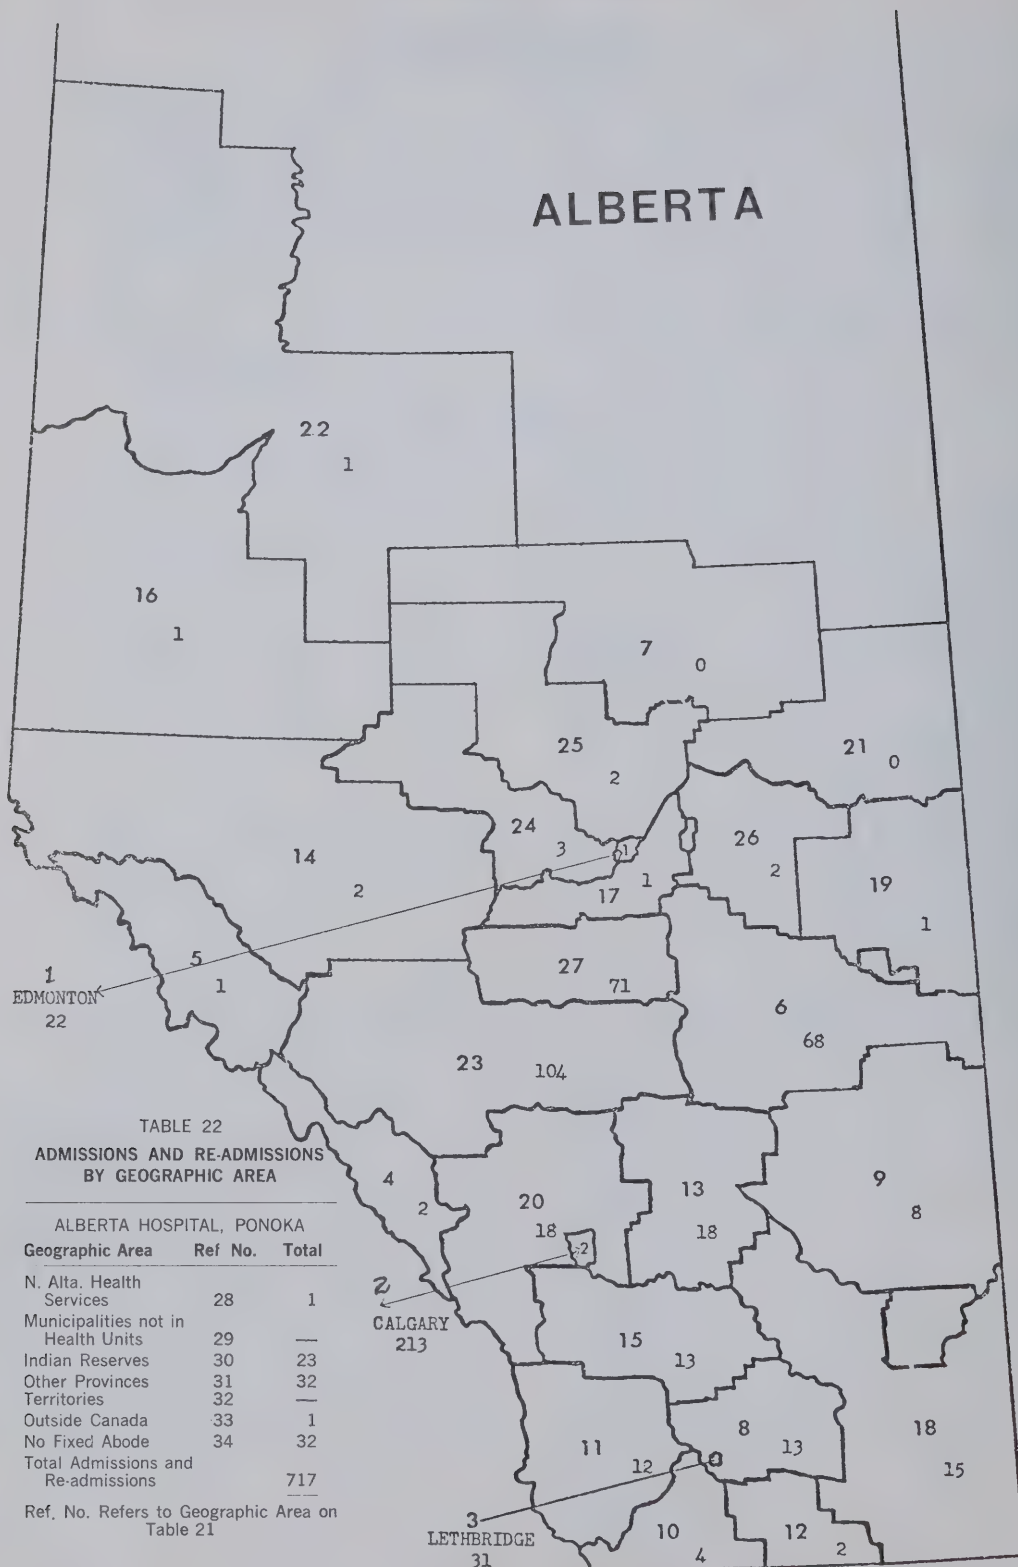 ALBERTA
22
1
16
1
7
0
25
2
21 0
24
3
1
26
2
14
2
17 1
19
1
5
1
1
EDMONTON
22
27
71
6
68
23 104
TABLE 22
ADMISSIONS AND RE-ADMISSIONS
BY GEOGRAPHIC AREA
ALBERTA HOSPITAL, PONOKA
Geographic Area Ref No. Total
N. Alta. Health
Services 28 1
Municipalities not in
Health Units 29 —
Indian Reserves 30 23
Other Provinces 31 32
Territories 32 —
Outside Canada 33 1
No Fixed Abode 34 32
Total Admissions and
Re-admissions 717
Ref. No. Refers to Geographic Area on
Table 21
4
2
20
18
2
13
18
9
8
2
CALGARY
213
15
13
11
12
8
13
18
15
3
LETHBRIDGE
31
10
4
12
2